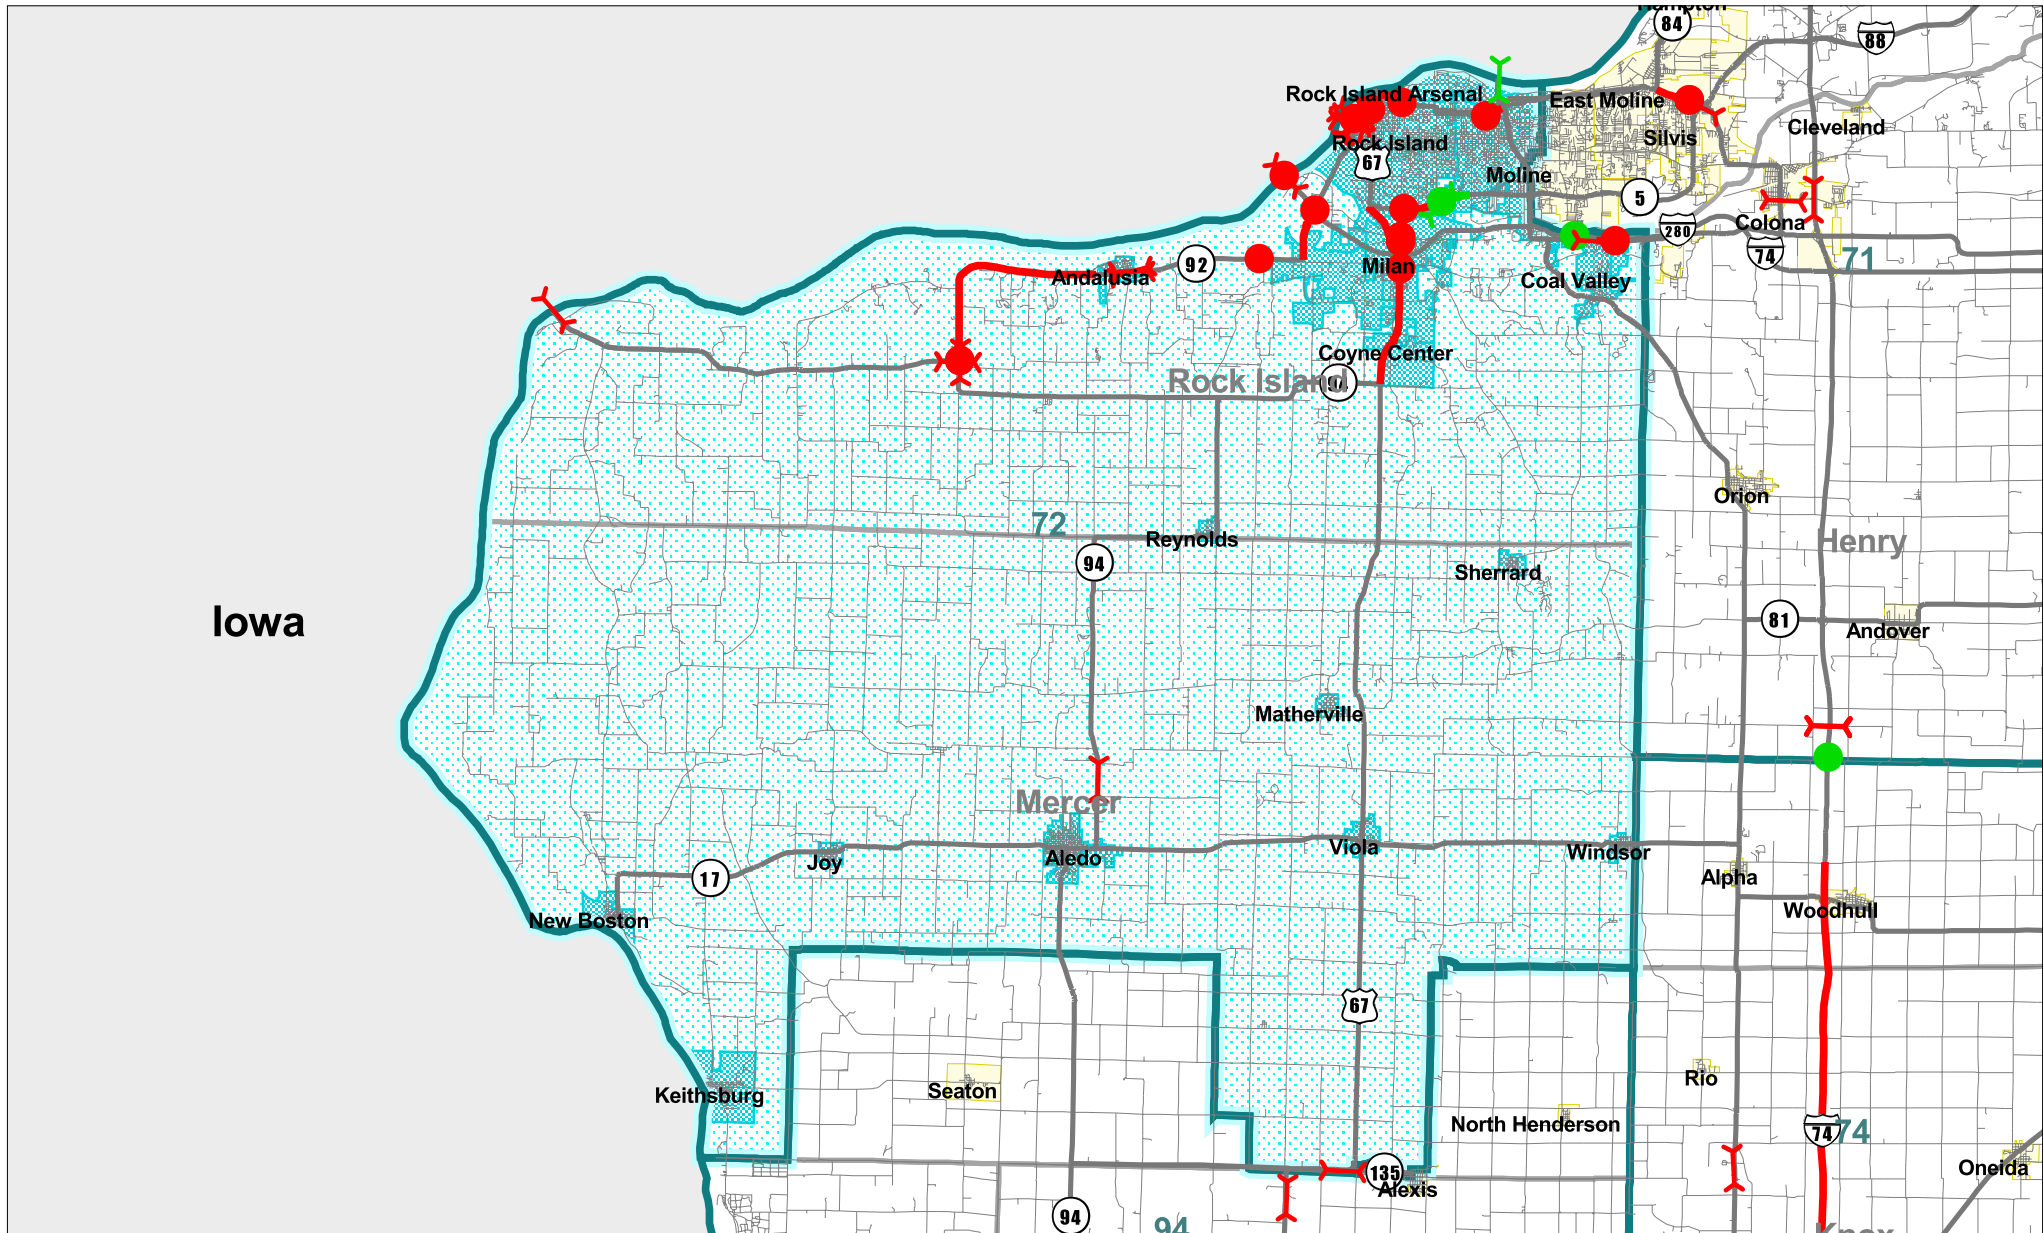 Hampton
84
88
Rock Island Arsenal
East Moline
Cleveland
Silvis
Rock Island
67
Moline
5
Colona
280
74
71
92
Milan
Andalusia
Coal Valley
Coyne Center
Rock Island
94
Orion
72
Reynolds
Henry
94
Sherrard
Iowa
81
Andover
Matherville
Mercer
Joy
Aledo
Viola
Windsor
17
Alpha
New Boston
Woodhull
67
Keithsburg
Seaton
Rio
North Henderson
74
74
Oneida
135
Alexis
94
94
Knox